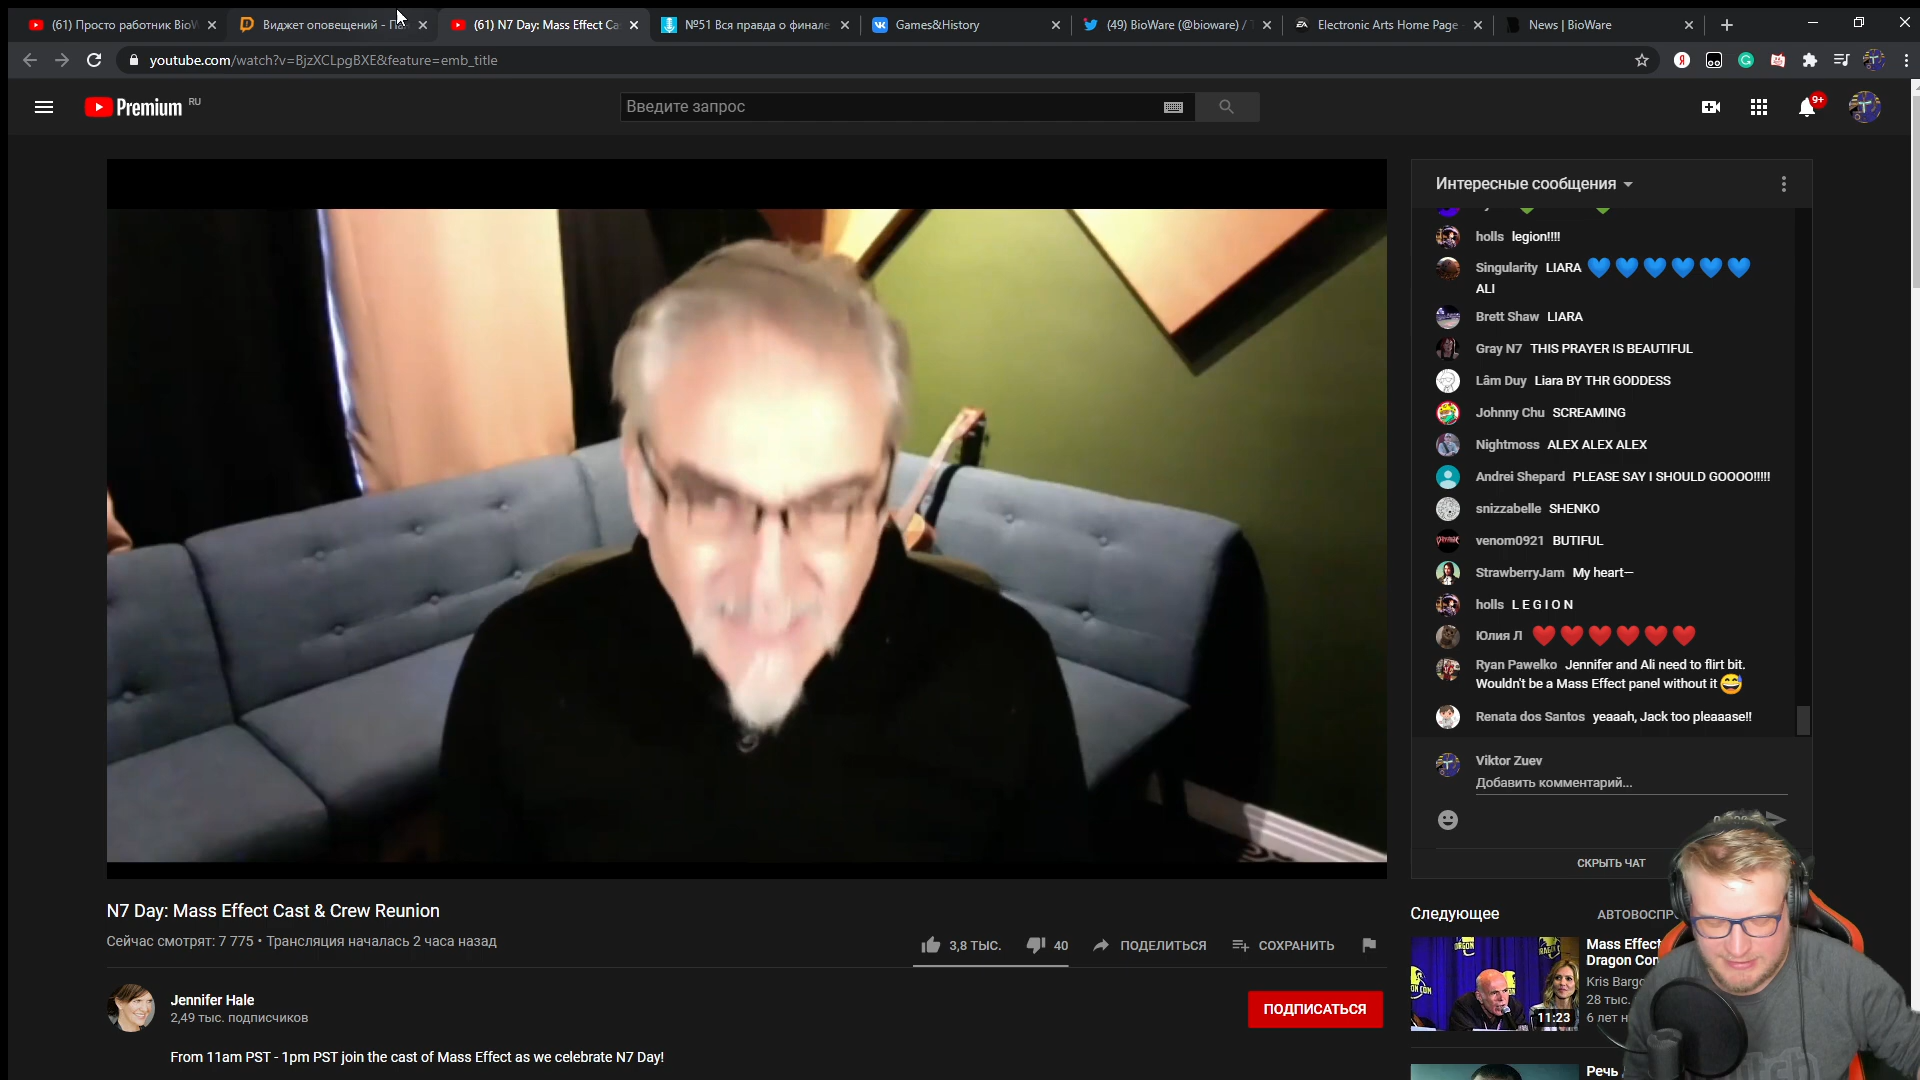 (61) Просто работник BioW
Виджет оповещений - Па
(61) N7 Day: Mass Effect Ca
№51 Вся правда о финале
Games&History
(49) BioWare (@bioware) / T
Electronic Arts Home Page
News | BioWare
youtube.com/watch?v=BjzXCLpgBXE&feature=emb_title
Premium RU
Введите запрос
9+
Интересные сообщения
holls legion!!!!
Singularity LIARA 💙💙💙💙💙💙
ALI
Brett Shaw LIARA
Gray N7 THIS PRAYER IS BEAUTIFUL
Lâm Duy Liara BY THR GODDESS
Johnny Chu SCREAMING
Nightmoss ALEX ALEX ALEX
Andrei Shepard PLEASE SAY I SHOULD GOOOO!!!!!
snizzabelle SHENKO
venom0921 BUTIFUL
StrawberryJam My heart—
holls L E G I O N
Юлия Л ❤️❤️❤️❤️❤️❤️
Ryan Pawelko Jennifer and Ali need to flirt bit.
Wouldn't be a Mass Effect panel without it 😅
Renata dos Santos yeaaah, Jack too pleaaase!!
Viktor Zuev
Добавить комментарий...
СКРЫТЬ ЧАТ
N7 Day: Mass Effect Cast & Crew Reunion
Сейчас смотрят: 7 775 • Трансляция началась 2 часа назад
3,8 ТЫС.
40
ПОДЕЛИТЬСЯ
СОХРАНИТЬ
Jennifer Hale
2,49 тыс. подписчиков
ПОДПИСАТЬСЯ
From 11am PST - 1pm PST join the cast of Mass Effect as we celebrate N7 Day!
Следующее
АВТОВОСПРО
Mass Effect
Dragon Con
Kris Barge
28 тыс.
6 лет н
11:23
Речь